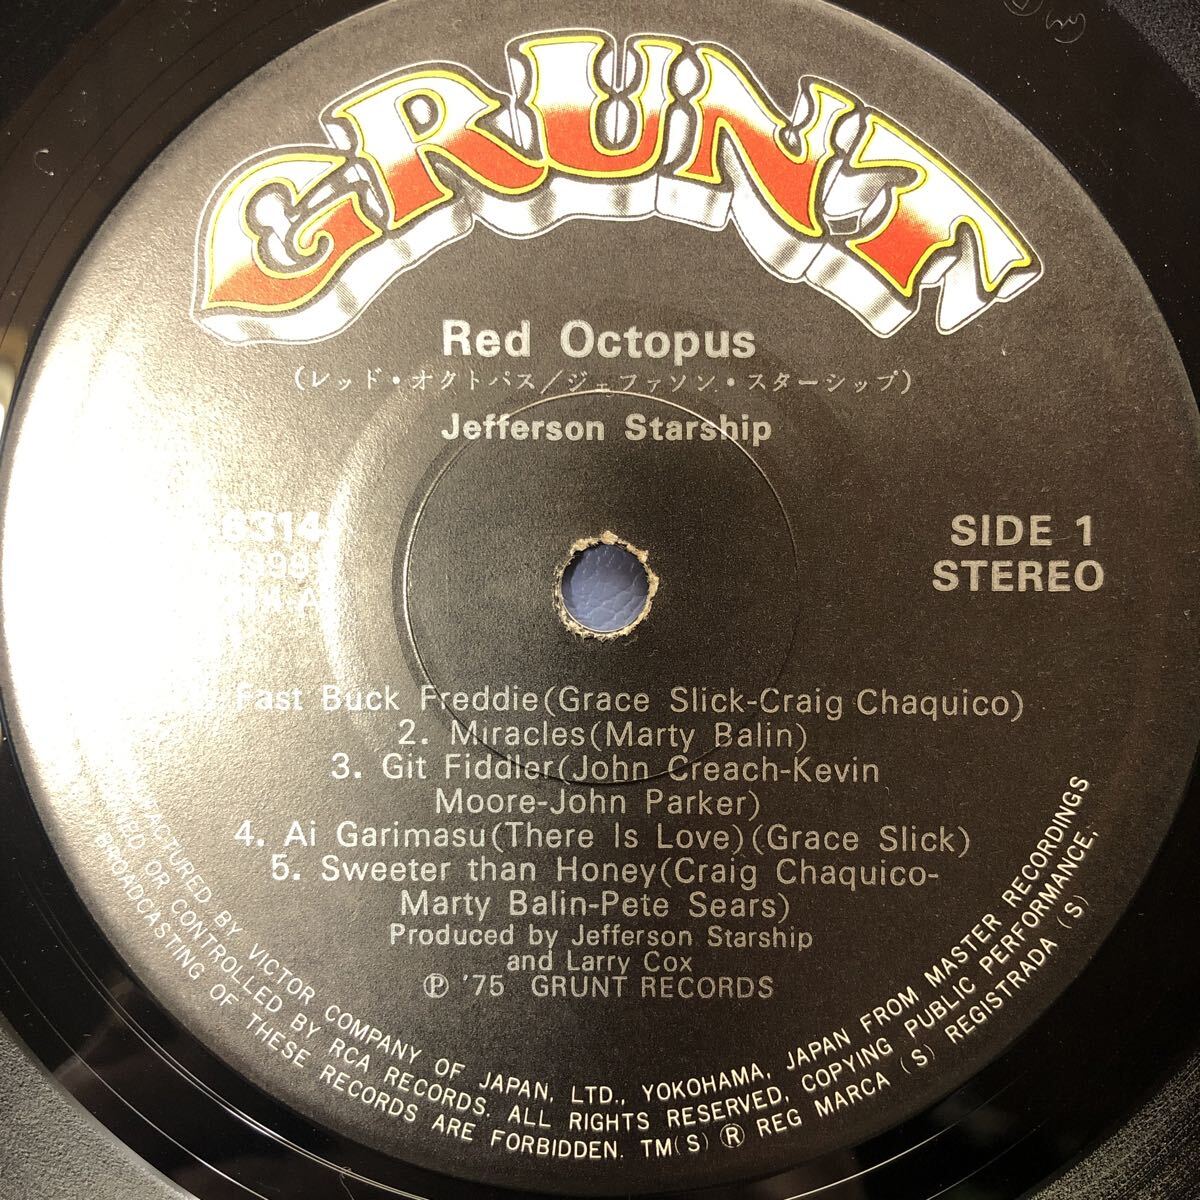 GRUNT
Red Octopus
(レッド・オクトパス/ジェファソン・スターシップ)
Jefferson Starship
6314
SIDE 1
STEREO
Fast Buck Freddie(Grace Slick-Craig Chaquico)
2. Miracles(Marty Balin)
3. Git Fiddler(John Creach-Kevin
Moore-John Parker)
4. Ai Garimasu(There Is Love)(Grace Slick)
5. Sweeter than Honey(Craig Chaquico-
Marty Balin-Pete Sears)
Produced by Jefferson Starship
and Larry Cox
Ⓟ '75 GRUNT RECORDS
FACTURED BY VICTOR COMPANY OF JAPAN, LTD., YOKOHAMA, JAPAN FROM MASTER RECORDINGS
NED OR CONTROLLED BY RCA RECORDS. ALL RIGHTS RESERVED, COPYING PUBLIC PERFORMANCE,
BROADCASTING OF THESE RECORDS ARE FORBIDDEN. TM(S) ® REG MARCA (S) REGISTRADA (S)